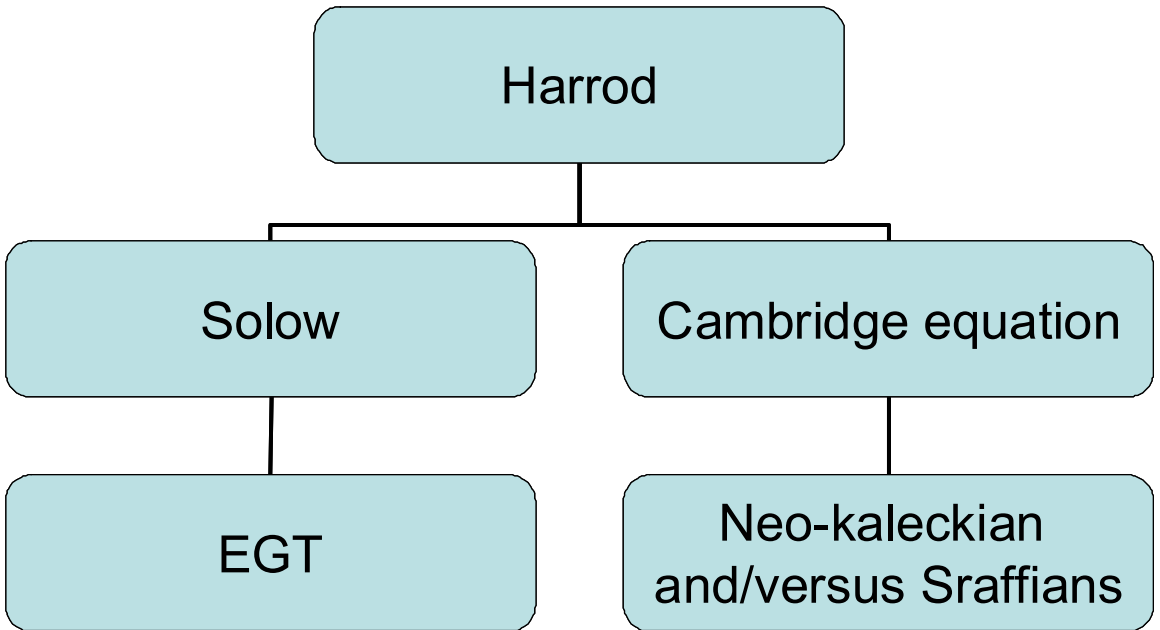 Harrod
Solow
Cambridge equation
EGT
Neo-kaleckian
and/versus Sraffians